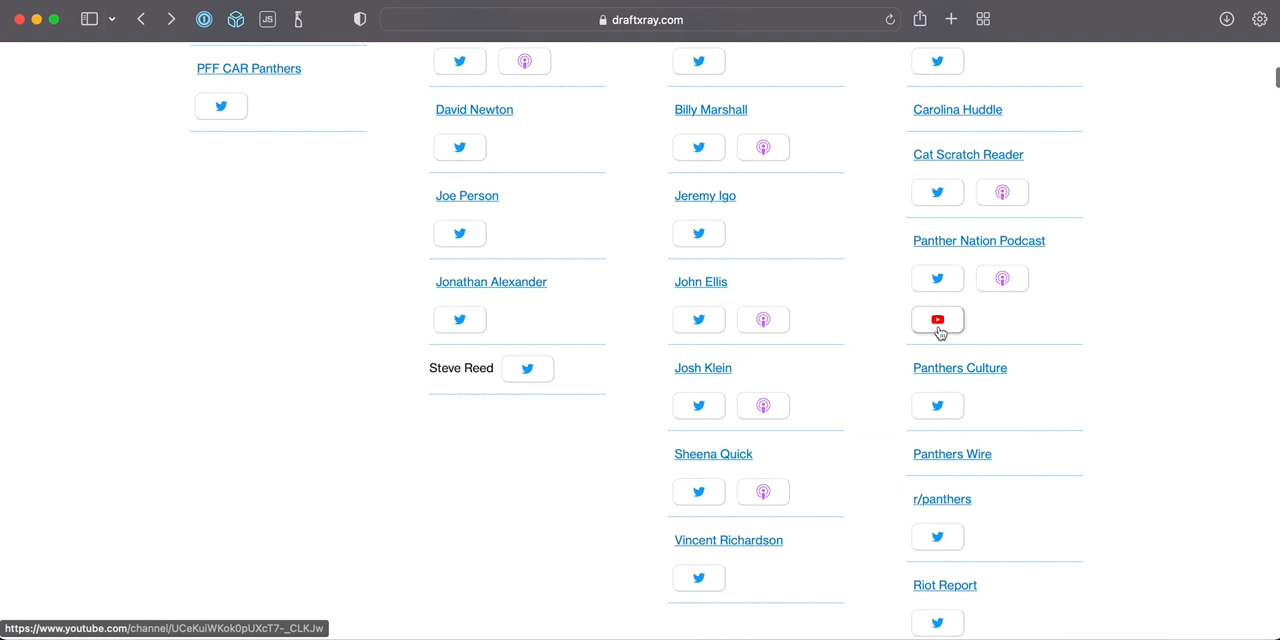 JS
draftxray.com
PFF CAR Panthers
David Newton
Joe Person
Jonathan Alexander
Steve Reed
Billy Marshall
Jeremy Igo
John Ellis
Josh Klein
Sheena Quick
Vincent Richardson
Carolina Huddle
Cat Scratch Reader
Panther Nation Podcast
Panthers Culture
Panthers Wire
r/panthers
Riot Report
https://www.youtube.com/channel/UCeKuiWKok0pUXcT7-_CLKJw